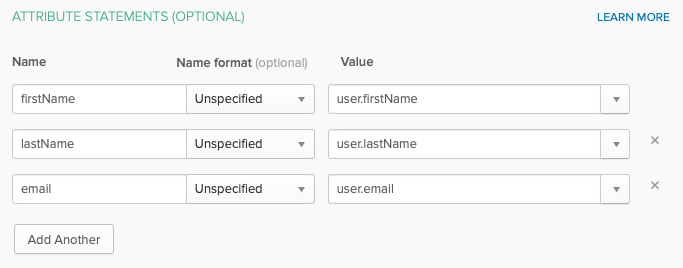 ATTRIBUTE STATEMENTS (OPTIONAL) LEARN MORE
Name Name format (optional) Value
firstName Unspecified user.firstName
lastName Unspecified user.lastName
email Unspecified user.email
Add Another